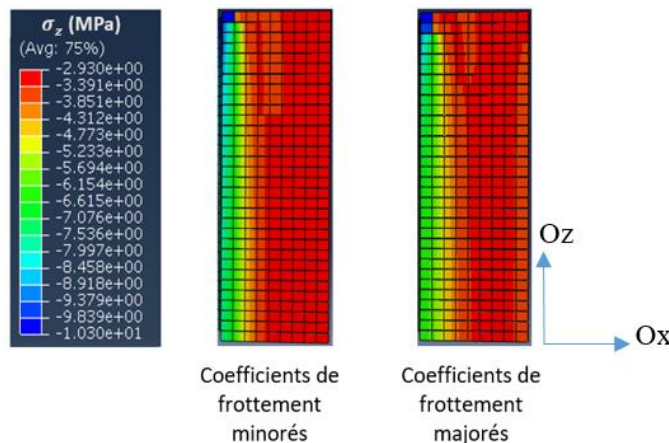 σz (MPa)
(Avg: 75%)
-2.930e+00
-3.391e+00
-3.851e+00
-4.312e+00
-4.773e+00
-5.233e+00
-5.694e+00
-6.154e+00
-6.615e+00
-7.076e+00
-7.536e+00
-7.997e+00
-8.458e+00
-8.918e+00
-9.379e+00
-9.839e+00
-1.030e+01
Oz
Ox
Coefficients de
frottement
minorés
Coefficients de
frottement
majorés